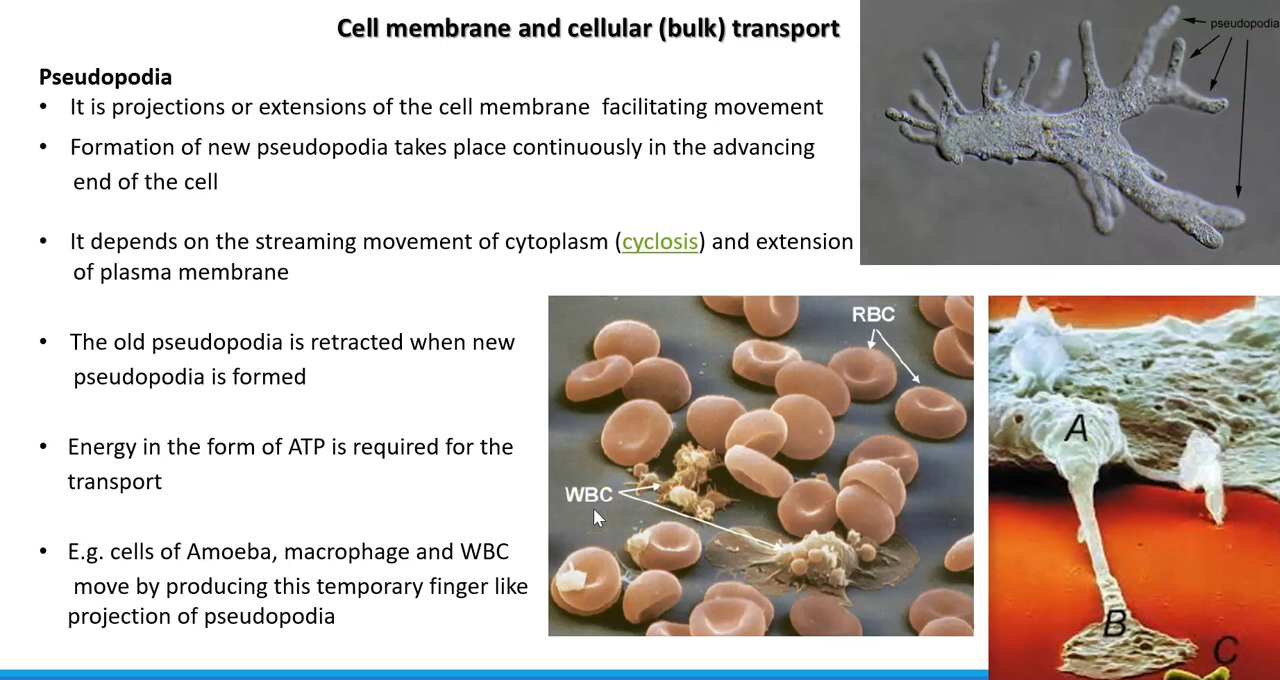 Cell membrane and cellular (bulk) transport
Pseudopodia
• It is projections or extensions of the cell membrane facilitating movement
• Formation of new pseudopodia takes place continuously in the advancing
end of the cell
• It depends on the streaming movement of cytoplasm (cyclosis) and extension
of plasma membrane
• The old pseudopodia is retracted when new
pseudopodia is formed
• Energy in the form of ATP is required for the
transport
• E.g. cells of Amoeba, macrophage and WBC
move by producing this temporary finger like
projection of pseudopodia
pseudopodia
RBC
WBC
A
B
C